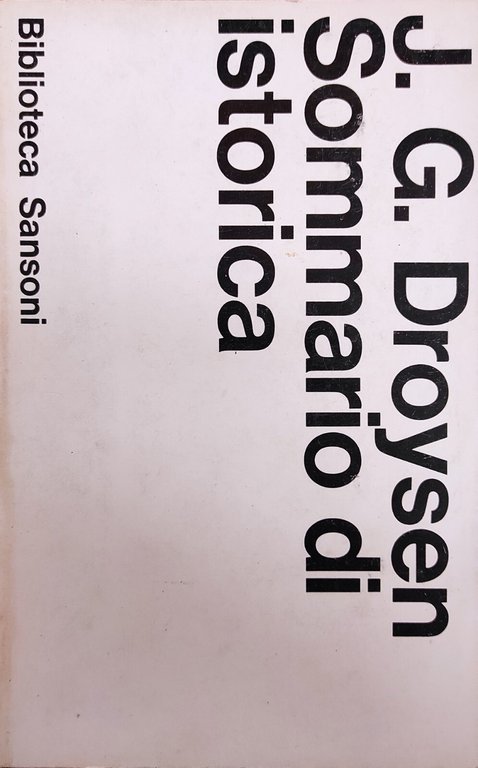 J. G. Droysen
Sommario di
istorica
Biblioteca Sansoni